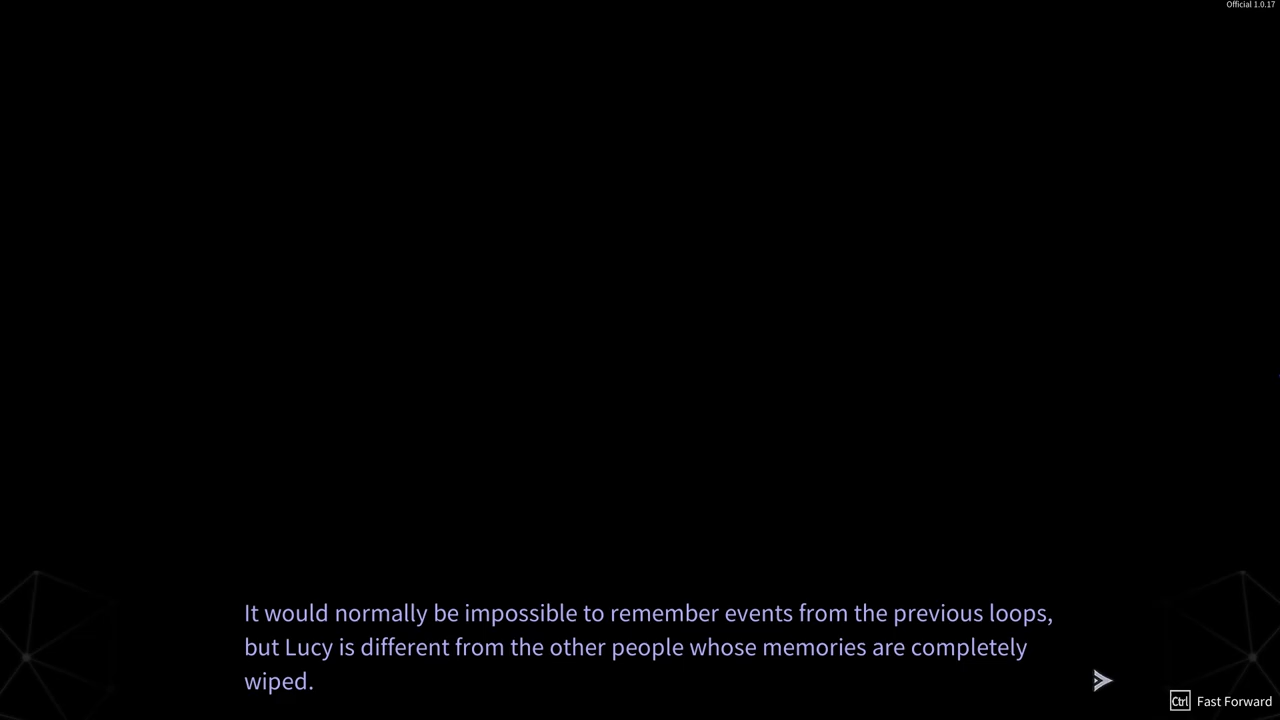 Official 1.0.17
It would normally be impossible to remember events from the previous loops,
but Lucy is different from the other people whose memories are completely
wiped.
Ctrl Fast Forward